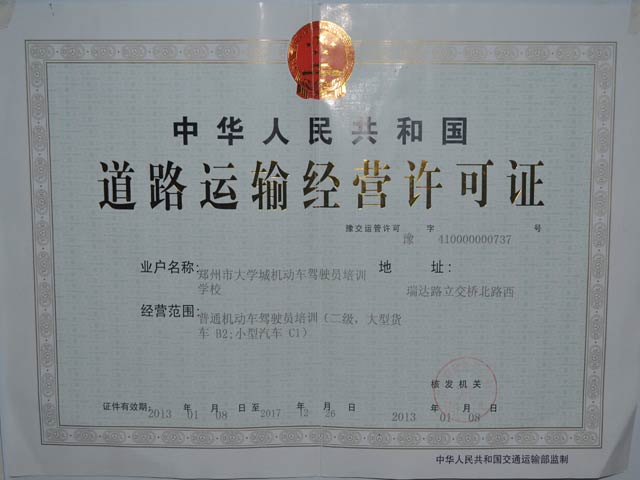 中华人民共和国
道路运输经营许可证
豫交运管许可 字 号
豫 410000000737
业户名称: 郑州市大学城机动车驾驶员培训
学校
地 址: 瑞达路立交桥北路西
经营范围: 普通机动车驾驶员培训（二级，大型货
车 B2;小型汽车 C1）
核发机关
证件有效期: 2013 年 01 月 08 日至 2017 年 12 月 26 日
2013 年 01 月 08 日
中华人民共和国交通运输部监制